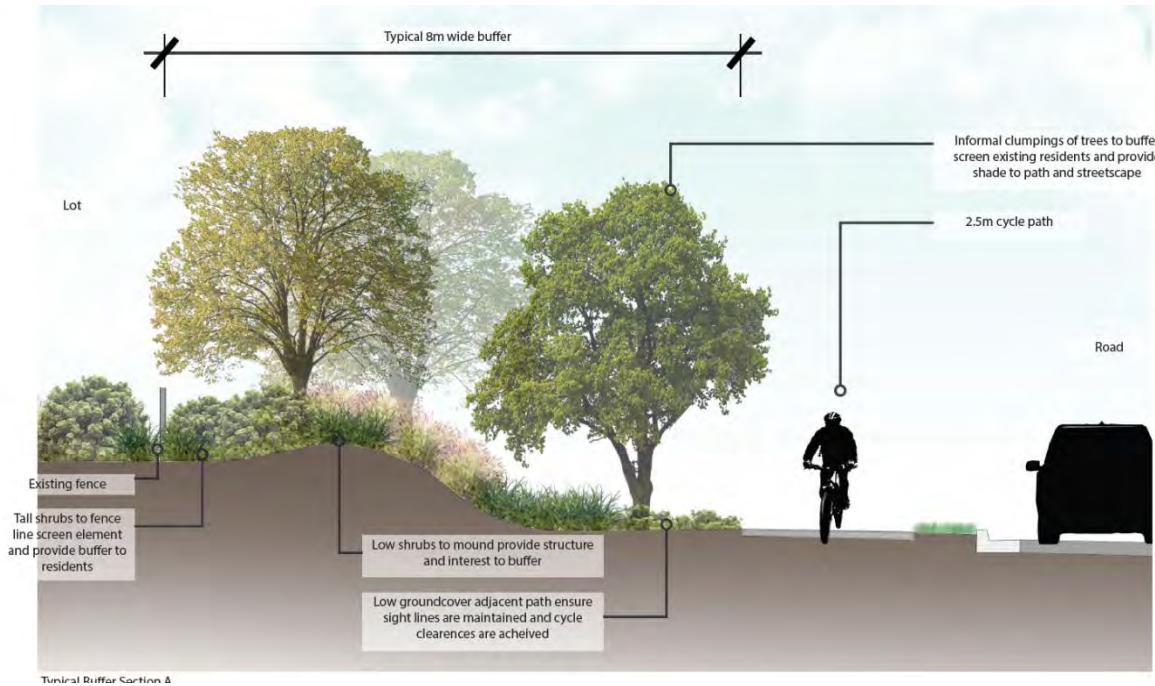 Typical 8m wide buffer
Informal clumpings of trees to buffe
screen existing residents and provide
shade to path and streetscape
Lot
2.5m cycle path
Road
Existing fence
Tall shrubs to fence
line screen element
and provide buffer to
residents
Low shrubs to mound provide structure
and interest to buffer
Low groundcover adjacent path ensure
sight lines are maintained and cycle
clearences are acheived
Typical Buffer Section A